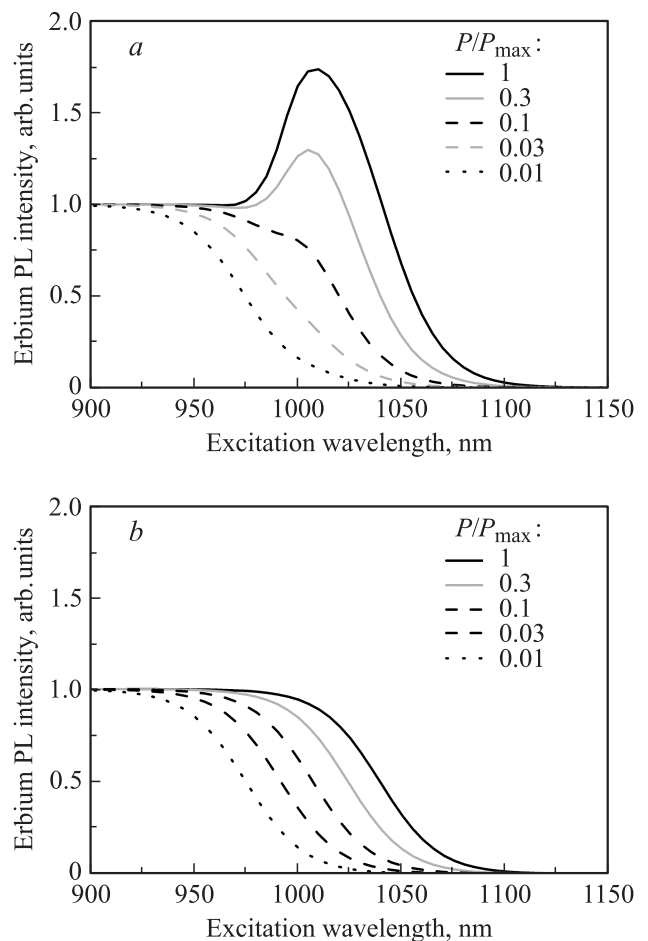 a
P/Pmax:
1
0.3
0.1
0.03
0.01
2.0
1.5
1.0
0.5
0
Erbium PL intensity, arb. units
900 950 1000 1050 1100 1150
Excitation wavelength, nm
b
P/Pmax:
1
0.3
0.1
0.03
0.01
2.0
1.5
1.0
0.5
0
Erbium PL intensity, arb. units
900 950 1000 1050 1100 1150
Excitation wavelength, nm